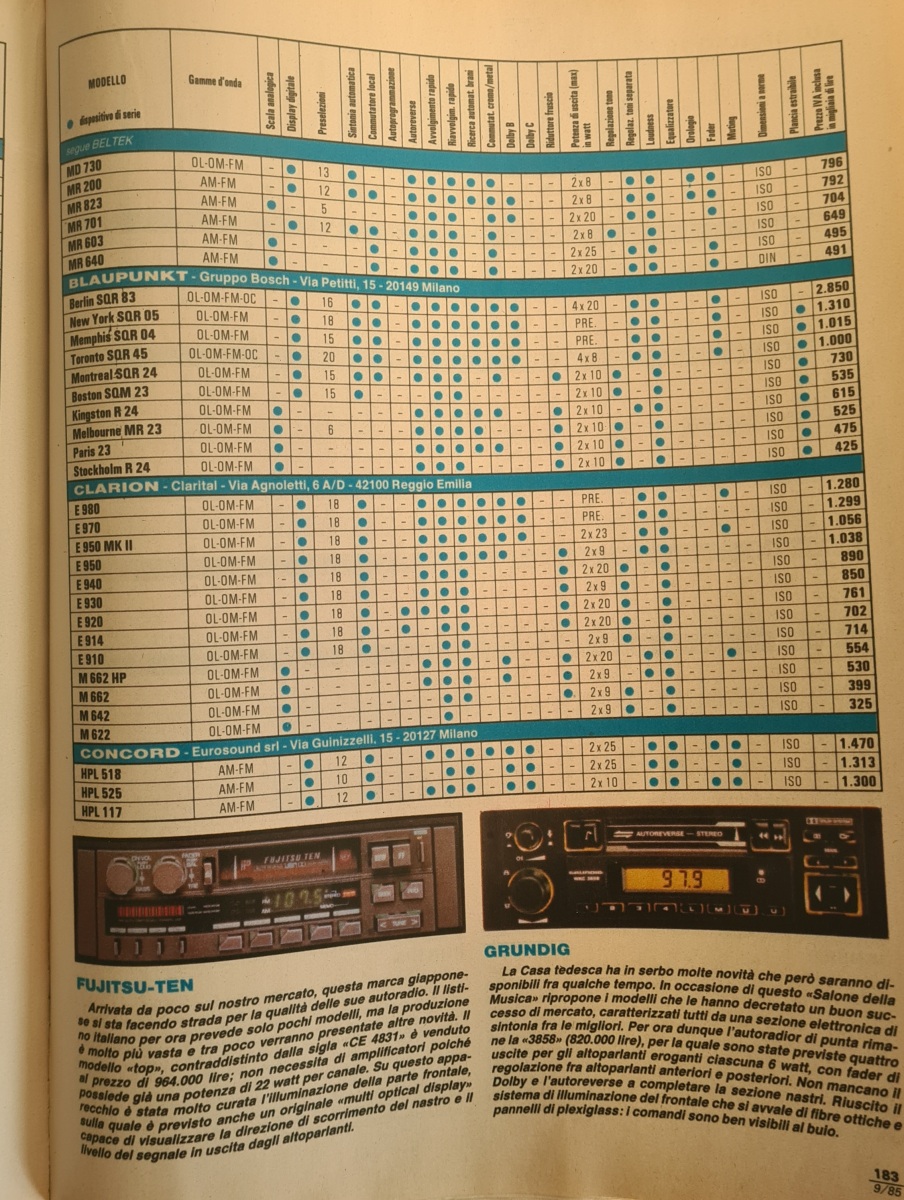 MODELLO
● dispositivo di serie
Gamme d'onda
Scala analogica
Display digitale
Preselezioni
Sintonia automatica
Commutatore local
Autoprogrammazione
Autoreverse
Avvolgimento rapido
Riavvolgim. rapido
Ricerca automat. brani
Commutat. cromo/metal
Dolby B
Dolby C
Riduttore fruscio
Potenza di uscita (max) in watt
Regolazione tono
Regolaz. toni separata
Loudness
Equalizzatore
Orologio
Fader
Muting
Dimensioni a norme
Plancia estraibile
Prezzo IVA inclusa in migliaia di lire
segue BELTEK
MD 730 OL-OM-FM 13 2x8 ISO 796
MR 200 AM-FM 12 2x8 ISO 792
MR 823 AM-FM 5 2x20 ISO 704
MR 701 AM-FM 12 2x8 ISO 649
MR 603 AM-FM 2x25 ISO 495
MR 640 AM-FM 2x20 DIN 491
BLAUPUNKT - Gruppo Bosch - Via Petitti, 15 - 20149 Milano
Berlin SQR 83 OL-OM-FM-OC 16 4x20 ISO 2.850
New York SQR 05 OL-OM-FM 18 PRE. ISO 1.310
Memphis SQR 04 OL-OM-FM 15 PRE. ISO 1.015
Toronto SQR 45 OL-OM-FM-OC 20 4x8 ISO 1.000
Montreal SQR 24 OL-OM-FM 15 2x10 ISO 730
Boston SQM 23 OL-OM-FM 15 2x10 ISO 535
Kingston R 24 OL-OM-FM 2x10 ISO 615
Melbourne MR 23 OL-OM-FM 6 2x10 ISO 525
Paris 23 OL-OM-FM 2x10 ISO 475
Stockholm R 24 OL-OM-FM 2x10 ISO 425
CLARION - Clarital - Via Agnoletti, 6 A/D - 42100 Reggio Emilia
E 980 OL-OM-FM 18 PRE. ISO 1.280
E 970 OL-OM-FM 18 PRE. ISO 1.299
E 950 MK II OL-OM-FM 18 2x23 ISO 1.056
E 950 OL-OM-FM 18 2x9 ISO 1.038
E 940 OL-OM-FM 18 2x20 ISO 890
E 930 OL-OM-FM 18 2x9 ISO 850
E 920 OL-OM-FM 18 2x20 ISO 761
E 914 OL-OM-FM 18 2x20 ISO 702
E 910 OL-OM-FM 18 2x9 ISO 714
M 662 HP OL-OM-FM 2x20 ISO 554
M 662 OL-OM-FM 2x9 ISO 530
M 642 OL-OM-FM 2x9 ISO 399
M 622 OL-OM-FM 2x9 ISO 325
CONCORD - Eurosound srl - Via Guinizzelli, 15 - 20127 Milano
HPL 518 AM-FM 12 2x25 ISO 1.470
HPL 525 AM-FM 10 2x25 ISO 1.313
HPL 117 AM-FM 12 2x10 ISO 1.300
FUJITSU TEN
107.5
TUNE
AUTOREVERSE - STEREO
97.9
FUJITSU-TEN
Arrivata da poco sul nostro mercato, questa marca giappone-
se si sta facendo strada per la qualità delle sue autoradio. Il listi-
no italiano per ora prevede solo pochi modelli, ma la produzione
è molto più vasta e tra poco verranno presentate altre novità. Il
modello «top», contraddistinto dalla sigla «CE 4831» è venduto
al prezzo di 964.000 lire; non necessita di amplificatori poiché
possiede già una potenza di 22 watt per canale. Su questo appa-
recchio è stata molto curata l'illuminazione della parte frontale,
sulla quale è previsto anche un originale «multi optical display»
capace di visualizzare la direzione di scorrimento del nastro e il
livello del segnale in uscita dagli altoparlanti.
GRUNDIG
La Casa tedesca ha in serbo molte novità che però saranno di-
sponibili fra qualche tempo. In occasione di questo «Salone della
Musica» ripropone i modelli che le hanno decretato un buon suc-
cesso di mercato, caratterizzati tutti da una sezione elettronica di
sintonia fra le migliori. Per ora dunque l'autoradior di punta rima-
ne la «3858» (820.000 lire), per la quale sono state previste quattro
uscite per gli altoparlanti eroganti ciascuna 6 watt, con fader di
regolazione fra altoparlanti anteriori e posteriori. Non mancano il
Dolby e l'autoreverse a completare la sezione nastri. Riuscito il
sistema di illuminazione del frontale che si avvale di fibre ottiche e
pannelli di plexiglass: i comandi sono ben visibili al buio.
183
9/85